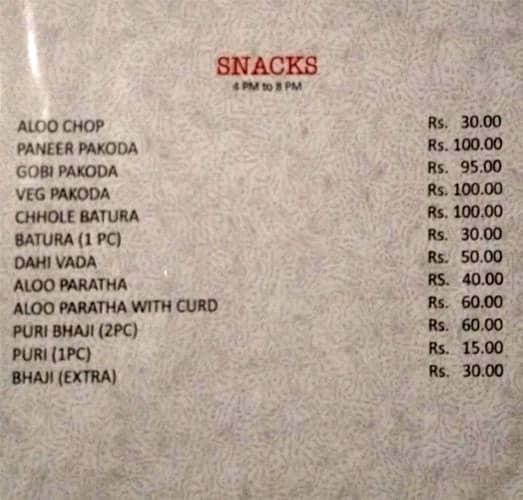 SNACKS
4 PM to 8 PM
ALOO CHOP Rs. 30.00
PANEER PAKODA Rs. 100.00
GOBI PAKODA Rs. 95.00
VEG PAKODA Rs. 100.00
CHHOLE BATURA Rs. 100.00
BATURA (1 PC) Rs. 30.00
DAHI VADA Rs. 50.00
ALOO PARATHA RS. 40.00
ALOO PARATHA WITH CURD Rs. 60.00
PURI BHAJI (2PC) Rs. 60.00
PURI (1PC) Rs. 15.00
BHAJI (EXTRA) Rs. 30.00